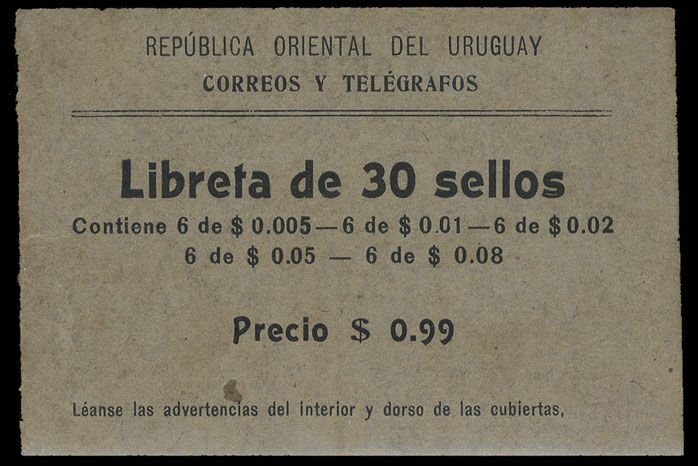 REPÚBLICA ORIENTAL DEL URUGUAY
CORREOS Y TELÉGRAFOS
Libreta de 30 sellos
Contiene 6 de $ 0.005—6 de $ 0.01—6 de $ 0.02
6 de $ 0.05 — 6 de $ 0.08
Precio $ 0.99
Léanse las advertencias del interior y dorso de las cubiertas,